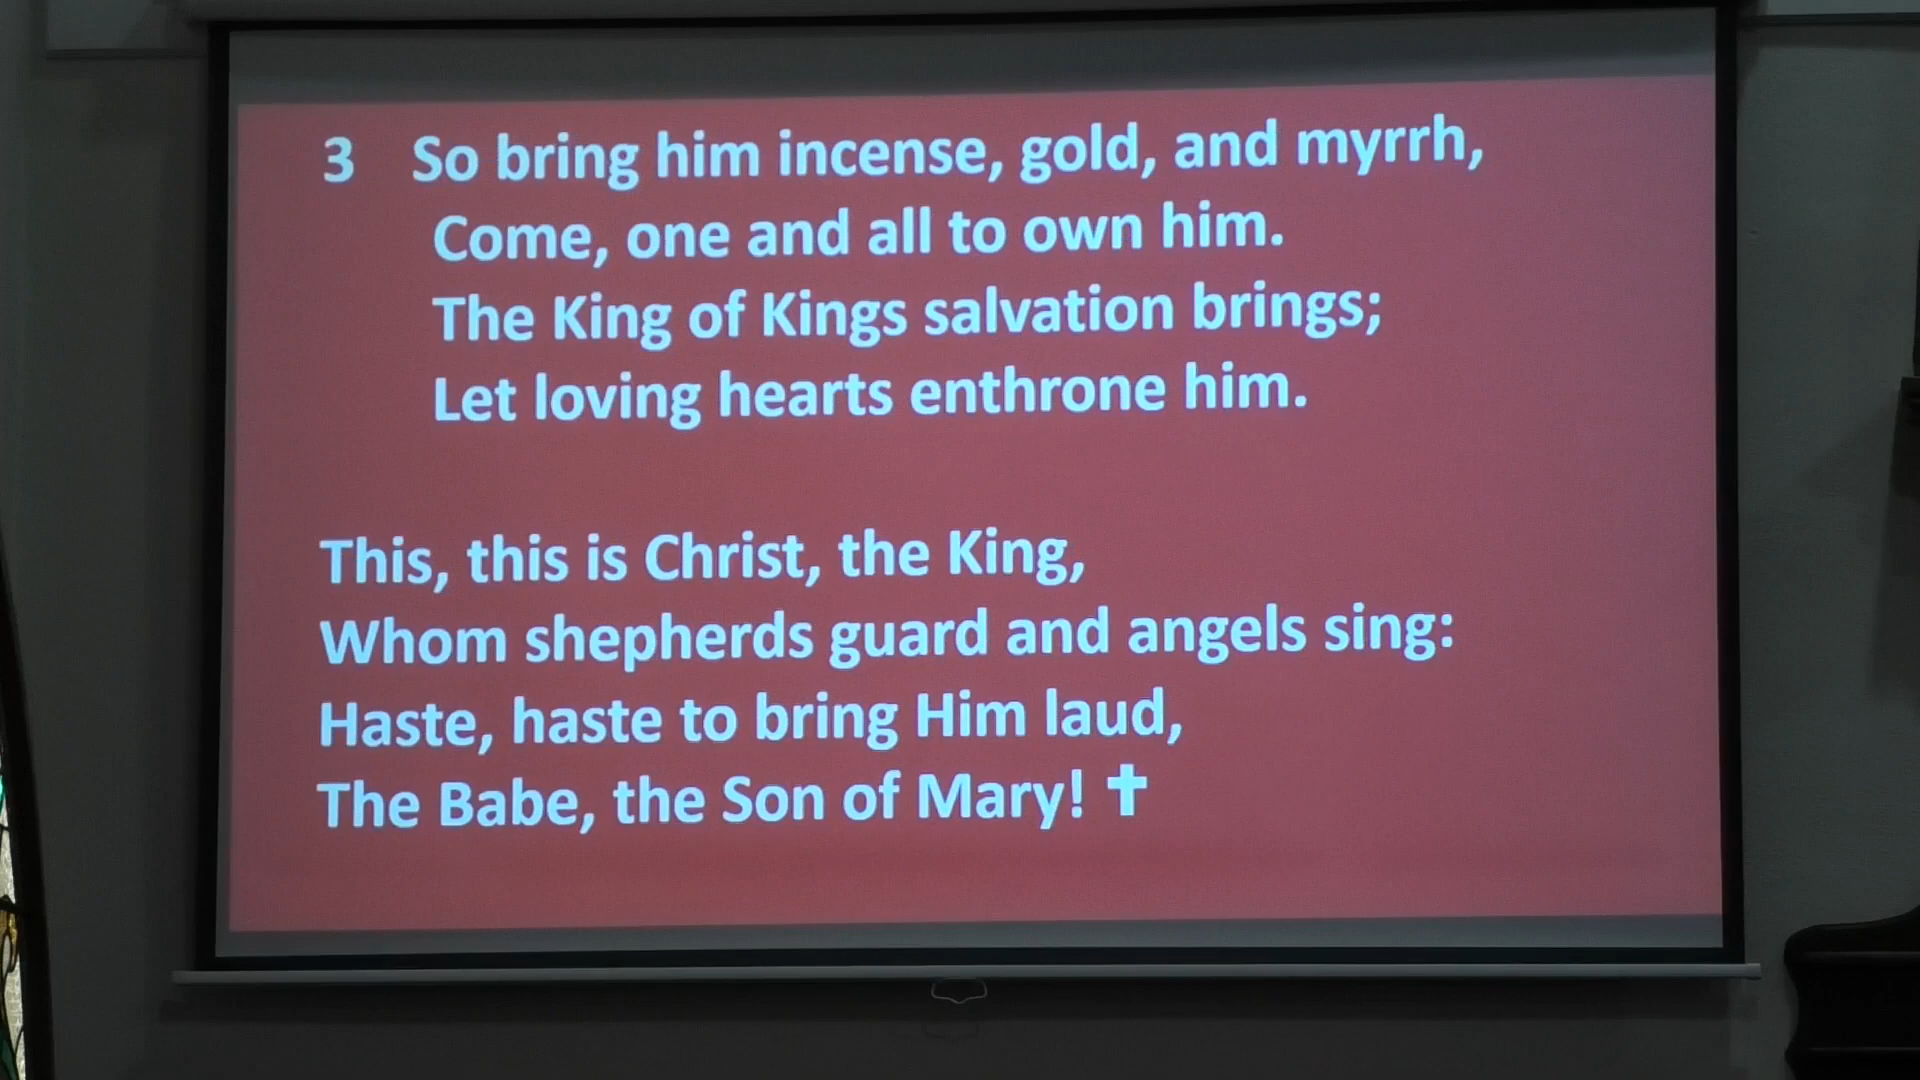 3 So bring him incense, gold, and myrrh,
Come, one and all to own him.
The King of Kings salvation brings;
Let loving hearts enthrone him.
This, this is Christ, the King,
Whom shepherds guard and angels sing:
Haste, haste to bring Him laud,
The Babe, the Son of Mary! ✝